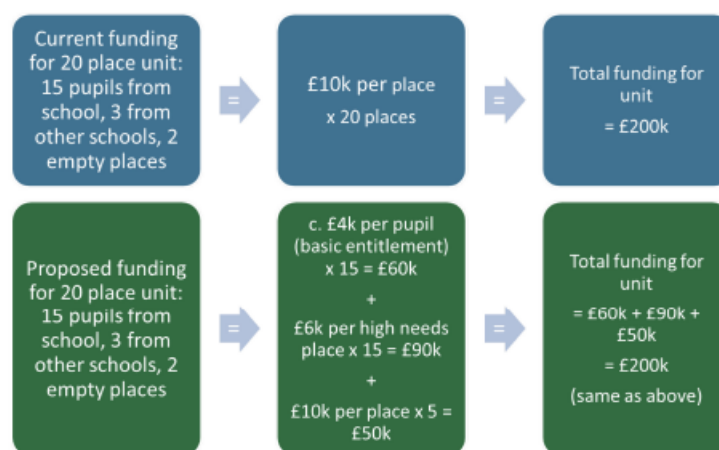 Current funding
for 20 place unit:
15 pupils from
school, 3 from
other schools, 2
empty places
=
£10k per place
x 20 places
=
Total funding for
unit
= £200k
Proposed funding
for 20 place unit:
15 pupils from
school, 3 from
other schools, 2
empty places
=
c. £4k per pupil
(basic entitlement)
x 15 = £60k
+
£6k per high needs
place x 15 = £90k
+
£10k per place x 5 =
£50k
=
Total funding for
unit
= £60k + £90k +
£50k
= £200k
(same as above)